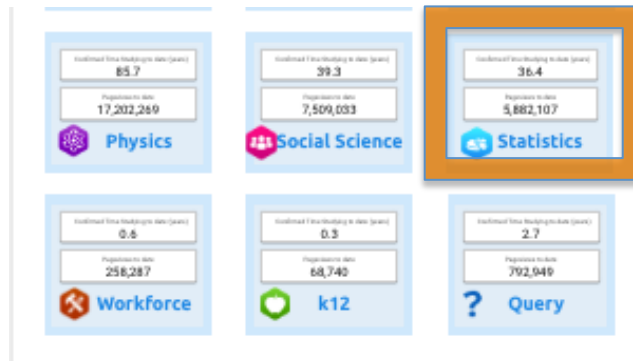 Confirmed Time Studying to date (years)
85.7
Pageviews to date
17,202,269
Physics
Confirmed Time Studying to date (years)
39.3
Pageviews to date
7,509,033
Social Science
Confirmed Time Studying to date (years)
36.4
Pageviews to date
5,882,107
Statistics
Confirmed Time Studying to date (years)
0.6
Pageviews to date
258,287
Workforce
Confirmed Time Studying to date (years)
0.3
Pageviews to date
68,740
k12
Confirmed Time Studying to date (years)
2.7
Pageviews to date
792,949
? Query